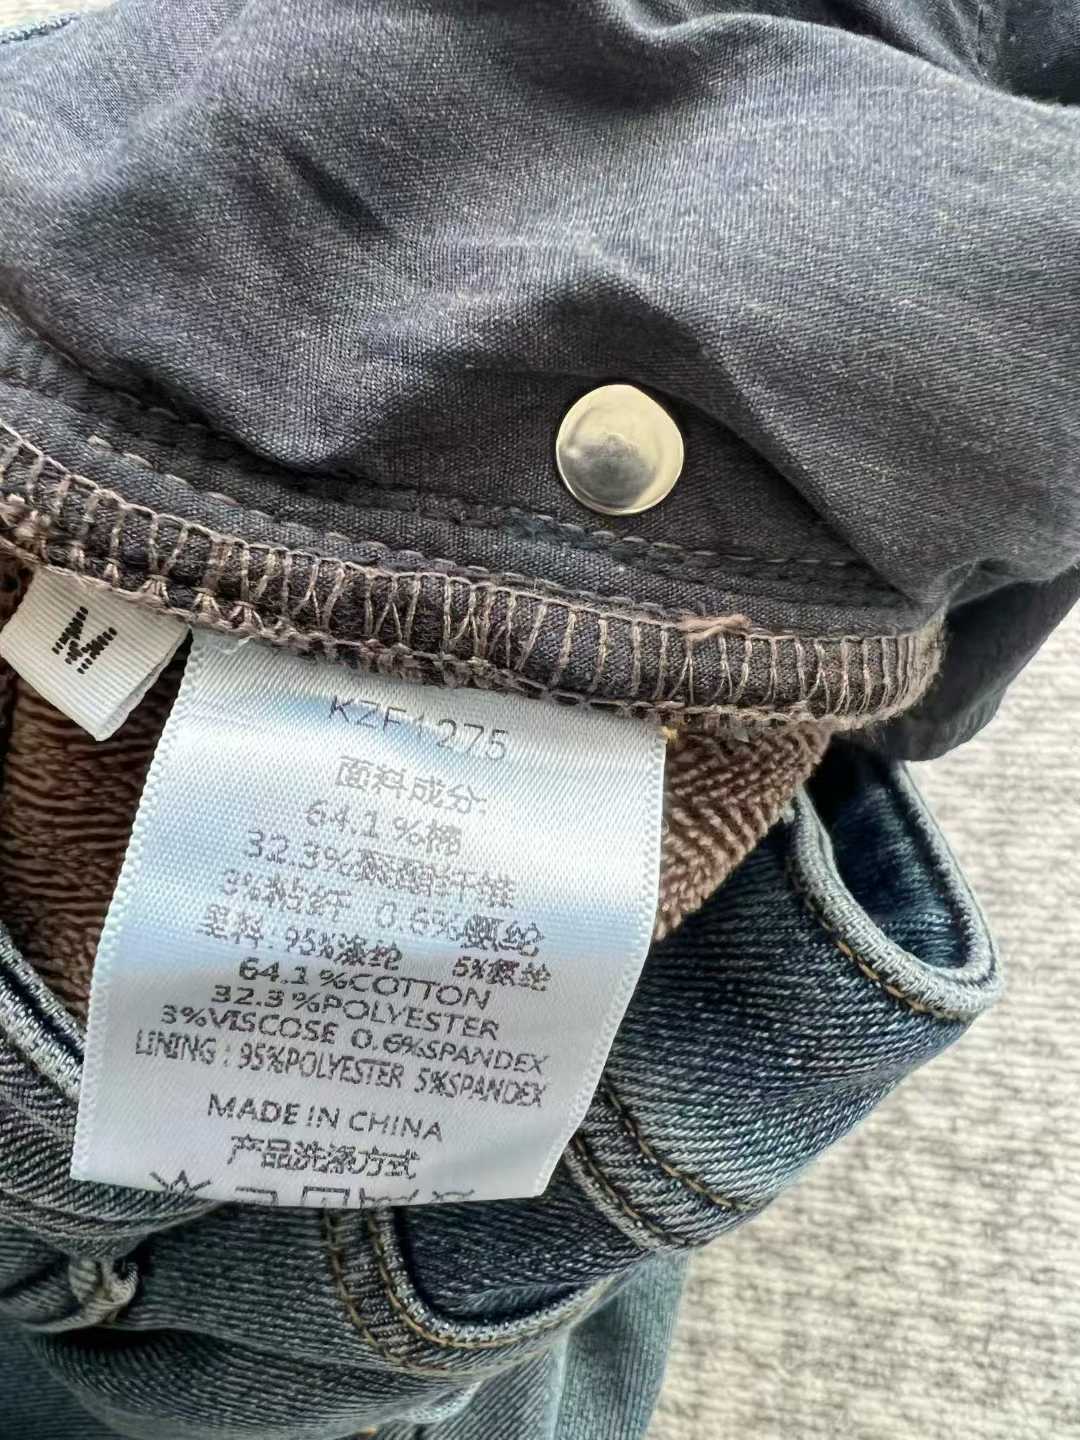 M
KZF1275
面料成分:
64.1%棉
32.3%聚酯纤维
3%粘纤 0.6%氨纶
里料:95%涤纶 5%氨纶
64.1%COTTON
32.3%POLYESTER
3%VISCOSE 0.6%SPANDEX
LINING:95%POLYESTER 5%SPANDEX
MADE IN CHINA
产品洗涤方式